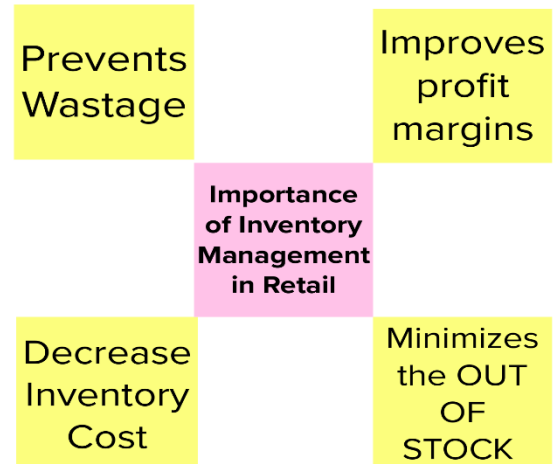 Prevents
Wastage
Improves
profit
margins
Importance
of Inventory
Management
in Retail
Decrease
Inventory
Cost
Minimizes
the OUT
OF
STOCK